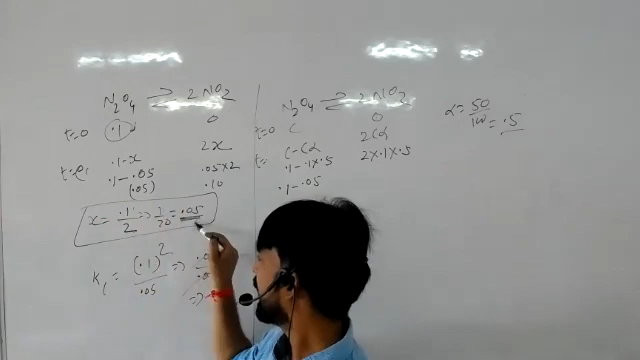 N₂O₄ ⇌ 2NO₂
t=0 .1 0
t=eq .1-x 2x
.1-.05 .05×2
(.05) .10
x = .1/2 ⇒ 1/20 = .05
Kc = (.1)²/.05 ⇒
⇒
N₂O₄ ⇌ 2NO₂
t=0 C 0
t= C-Cα 2Cα
.1-.1×.5 2×.1×.5
.1-.05
α = 50/100 = .5